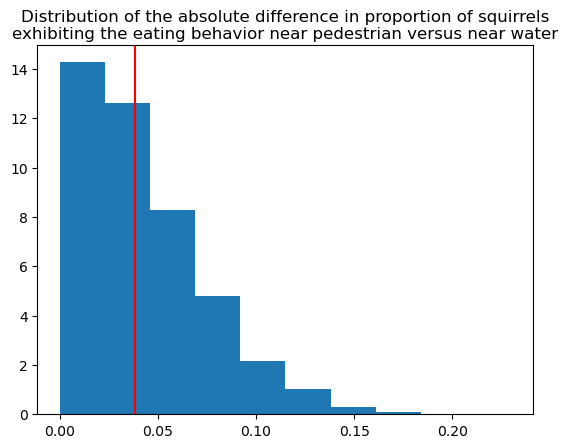 Distribution of the absolute difference in proportion of squirrels
exhibiting the eating behavior near pedestrian versus near water
14
12
10
8
6
4
2
0
0.00 0.05 0.10 0.15 0.20